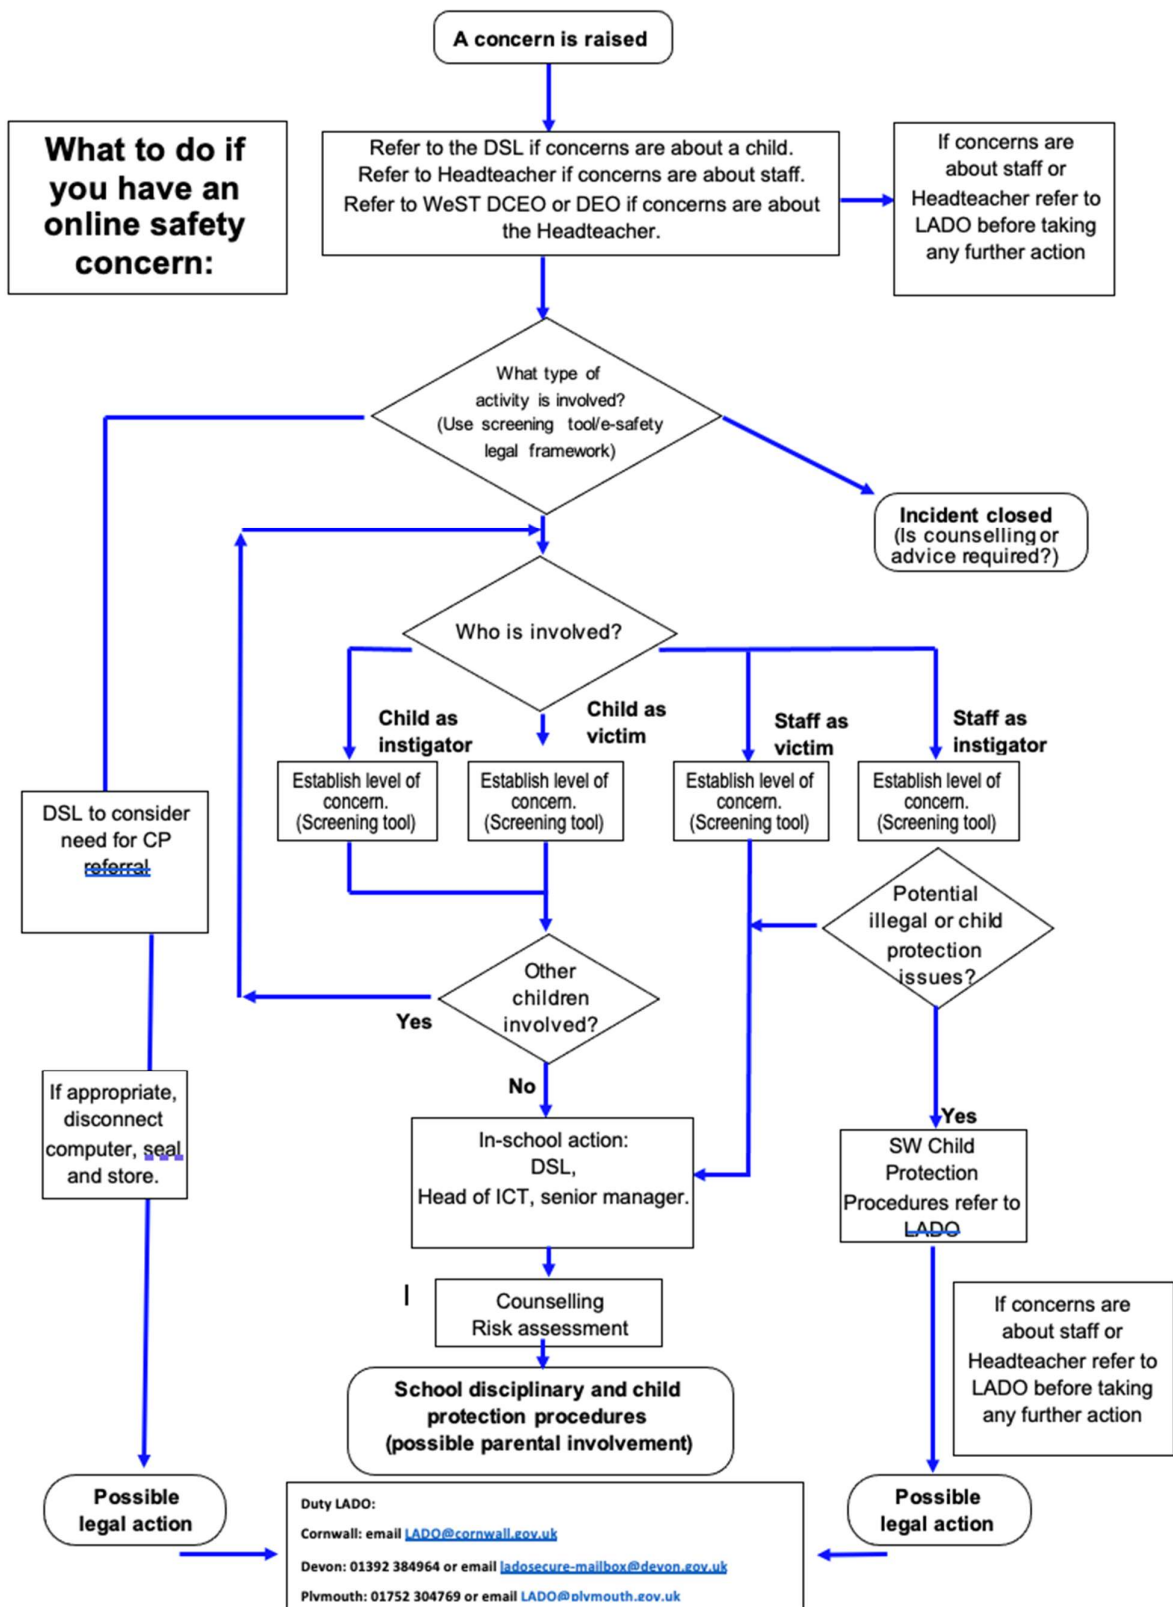 A concern is raised
What to do if
you have an
online safety
concern:
Refer to the DSL if concerns are about a child.
Refer to Headteacher if concerns are about staff.
Refer to WeST DCEO or DEO if concerns are about
the Headteacher.
If concerns are
about staff or
Headteacher refer to
LADO before taking
any further action
What type of
activity is involved?
(Use screening tool/e-safety
legal framework)
Incident closed
(Is counselling or
advice required?)
Who is involved?
Child as
instigator
Child as
victim
Staff as
victim
Staff as
instigator
Establish level of
concern.
(Screening tool)
Establish level of
concern.
(Screening tool)
Establish level of
concern.
(Screening tool)
Establish level of
concern.
(Screening tool)
DSL to consider
need for CP
referral
Potential
illegal or child
protection
issues?
Other
children
involved?
Yes
No
If appropriate,
disconnect
computer, seal
and store.
In-school action:
DSL,
Head of ICT, senior manager.
Yes
SW Child
Protection
Procedures refer to
LADO
Counselling
Risk assessment
If concerns are
about staff or
Headteacher refer to
LADO before taking
any further action
School disciplinary and child
protection procedures
(possible parental involvement)
Possible
legal action
Possible
legal action
Duty LADO:
Cornwall: email LADO@cornwall.gov.uk
Devon: 01392 384964 or email ladosecure-mailbox@devon.gov.uk
Plymouth: 01752 304769 or email LADO@plymouth.gov.uk